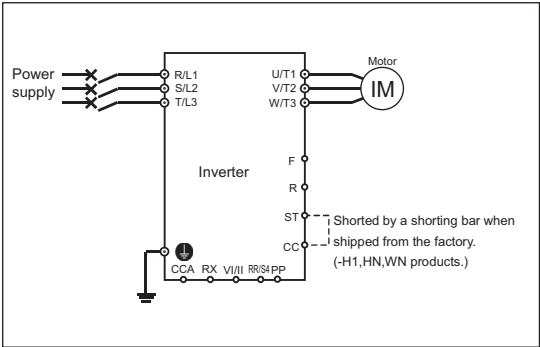 Power
supply
R/L1
S/L2
T/L3
U/T1
V/T2
W/T3
Motor
IM
Inverter
F
R
ST
CC
Shorted by a shorting bar when
shipped from the factory.
(-H1,HN,WN products.)
CCA RX VI/II RR/S4 PP